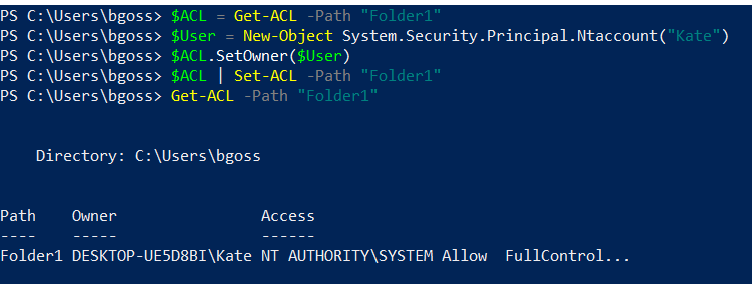 PS C:\Users\bgoss> $ACL = Get-ACL -Path "Folder1"
PS C:\Users\bgoss> $User = New-Object System.Security.Principal.Ntaccount("Kate")
PS C:\Users\bgoss> $ACL.SetOwner($User)
PS C:\Users\bgoss> $ACL | Set-ACL -Path "Folder1"
PS C:\Users\bgoss> Get-ACL -Path "Folder1"
Directory: C:\Users\bgoss
Path Owner Access
---- ----- ------
Folder1 DESKTOP-UE5D8BI\Kate NT AUTHORITY\SYSTEM Allow FullControl...